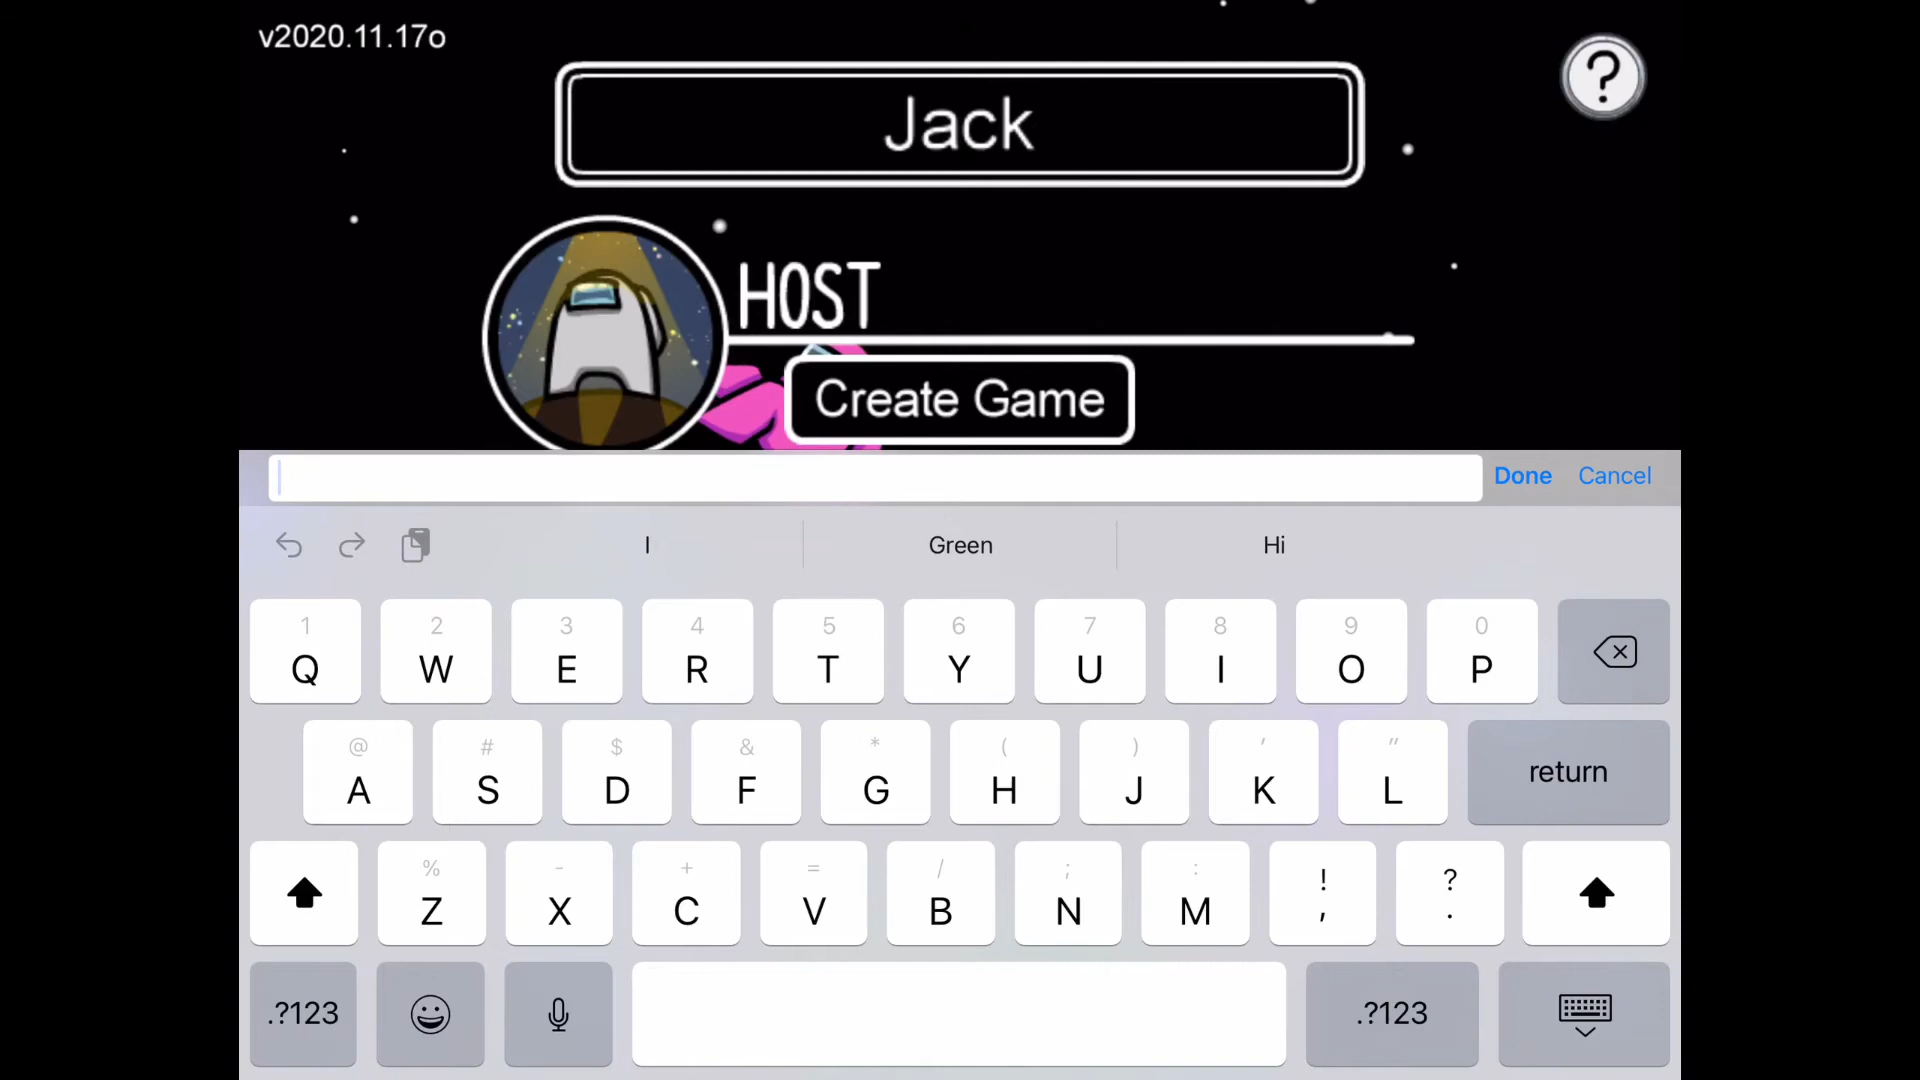 v2020.11.17o
?
Jack
HOST
Create Game
Done Cancel
I Green Hi
1 2 3 4 5 6 7 8 9 0
Q W E R T Y U I O P
@ # $ & * ( ) ' "
A S D F G H J K L return
% - + = / ; : ! ?
Z X C V B N M , .
.?123 .?123